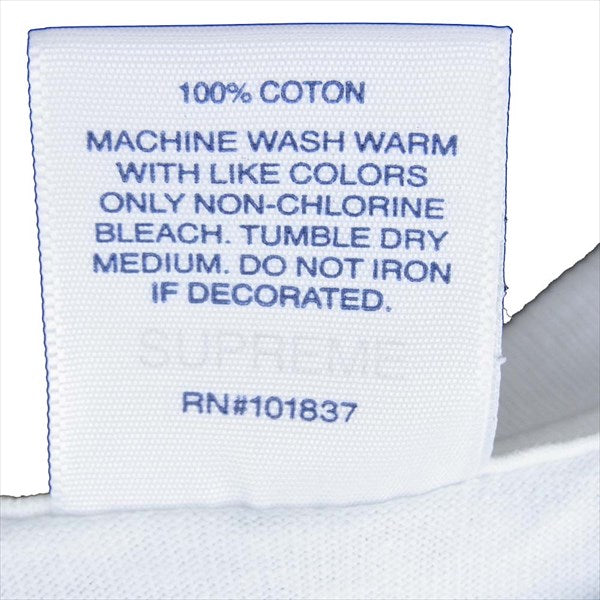 100% COTON
MACHINE WASH WARM
WITH LIKE COLORS
ONLY NON-CHLORINE
BLEACH. TUMBLE DRY
MEDIUM. DO NOT IRON
IF DECORATED.
SUPREME
RN#101837